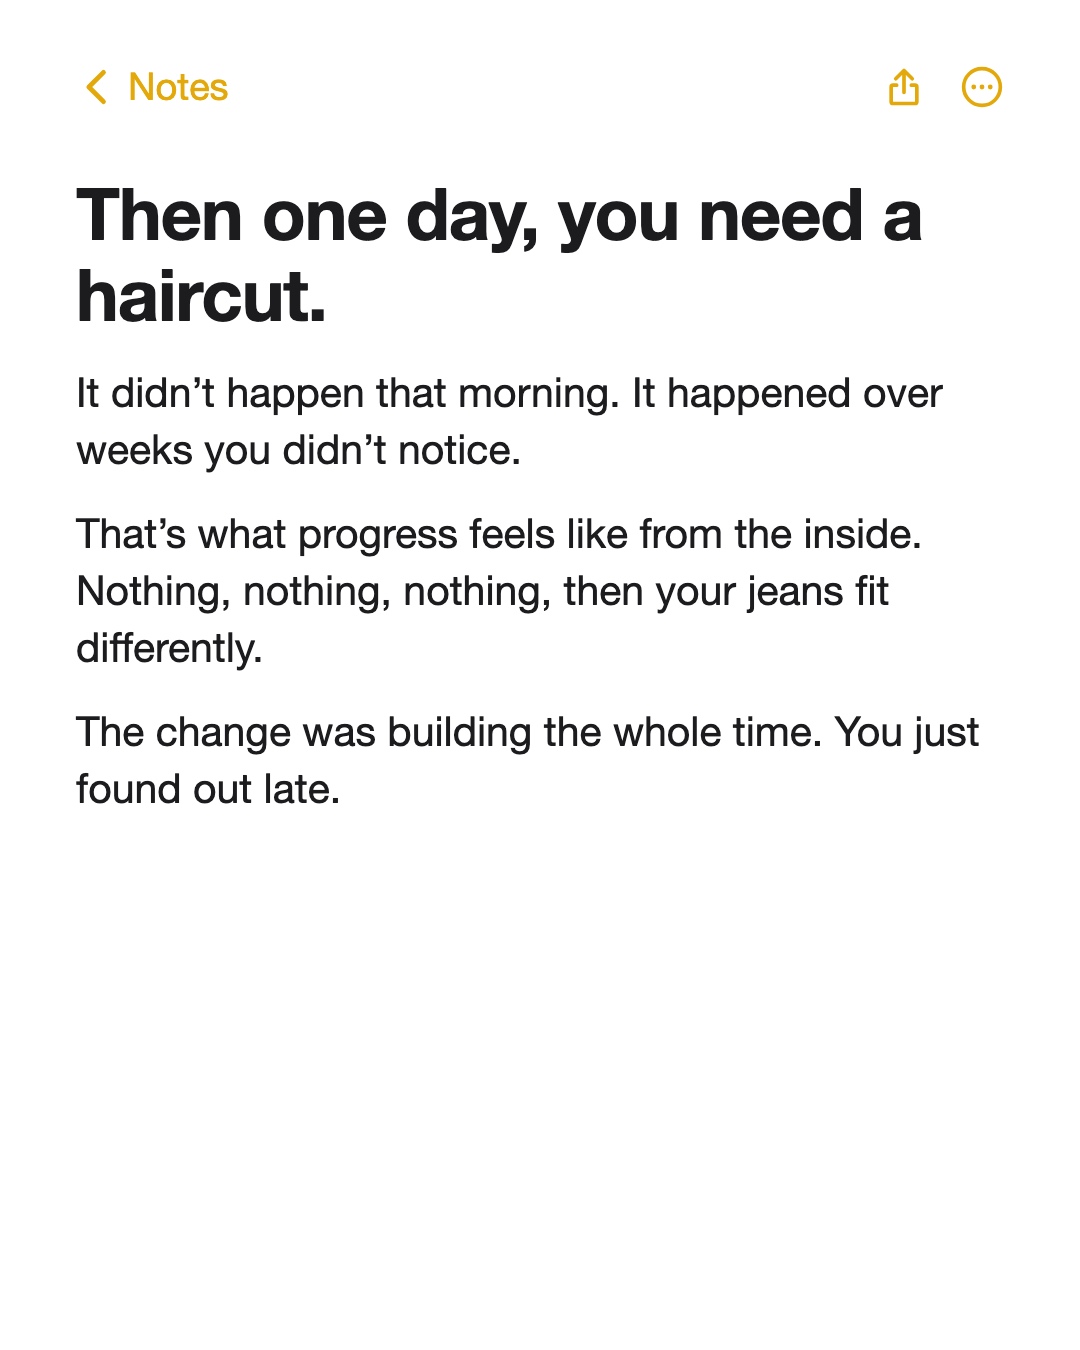 Notes
Then one day, you need a
haircut.
It didn’t happen that morning. It happened over
weeks you didn’t notice.
That’s what progress feels like from the inside.
Nothing, nothing, nothing, then your jeans fit
differently.
The change was building the whole time. You just
found out late.